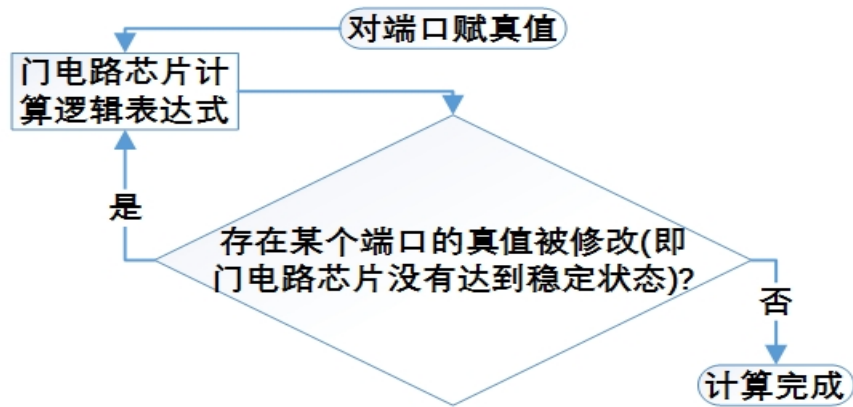 对端口赋真值
门电路芯片计
算逻辑表达式
是
存在某个端口的真值被修改(即
门电路芯片没有达到稳定状态)?
否
计算完成